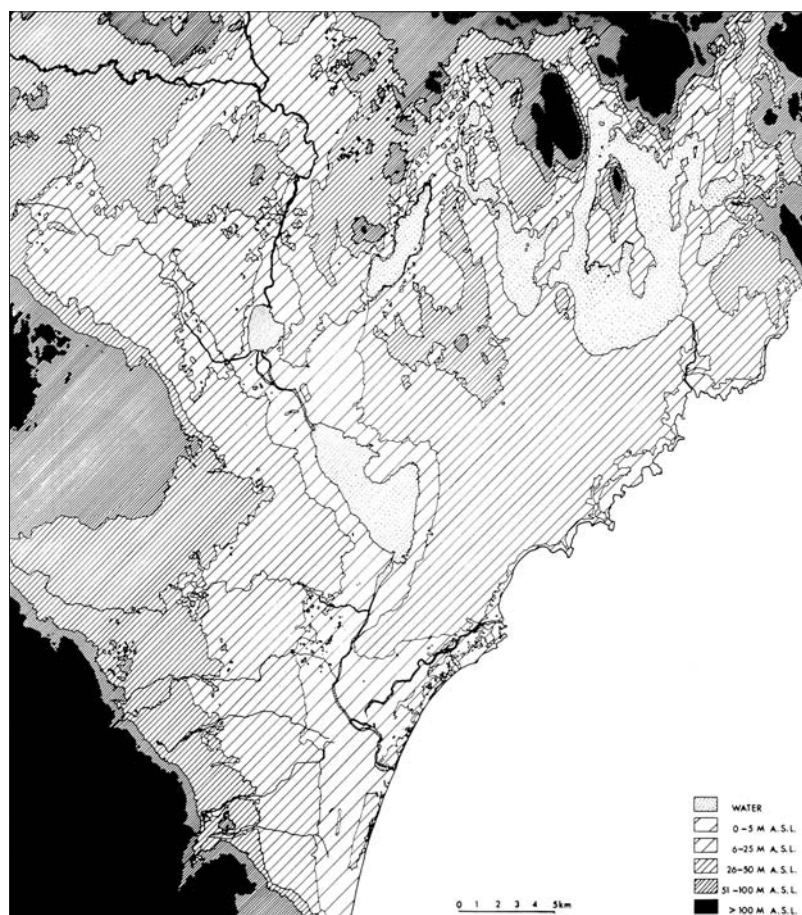 WATER
0-5 M A.S.L.
6-25 M A.S.L.
26-50 M A.S.L.
51-100 M A.S.L.
>100 M A.S.L.
0 1 2 3 4 5km